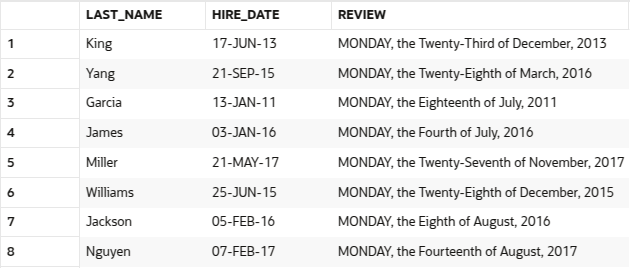 LAST_NAME HIRE_DATE REVIEW
1 King 17-JUN-13 MONDAY, the Twenty-Third of December, 2013
2 Yang 21-SEP-15 MONDAY, the Twenty-Eighth of March, 2016
3 Garcia 13-JAN-11 MONDAY, the Eighteenth of July, 2011
4 James 03-JAN-16 MONDAY, the Fourth of July, 2016
5 Miller 21-MAY-17 MONDAY, the Twenty-Seventh of November, 2017
6 Williams 25-JUN-15 MONDAY, the Twenty-Eighth of December, 2015
7 Jackson 05-FEB-16 MONDAY, the Eighth of August, 2016
8 Nguyen 07-FEB-17 MONDAY, the Fourteenth of August, 2017